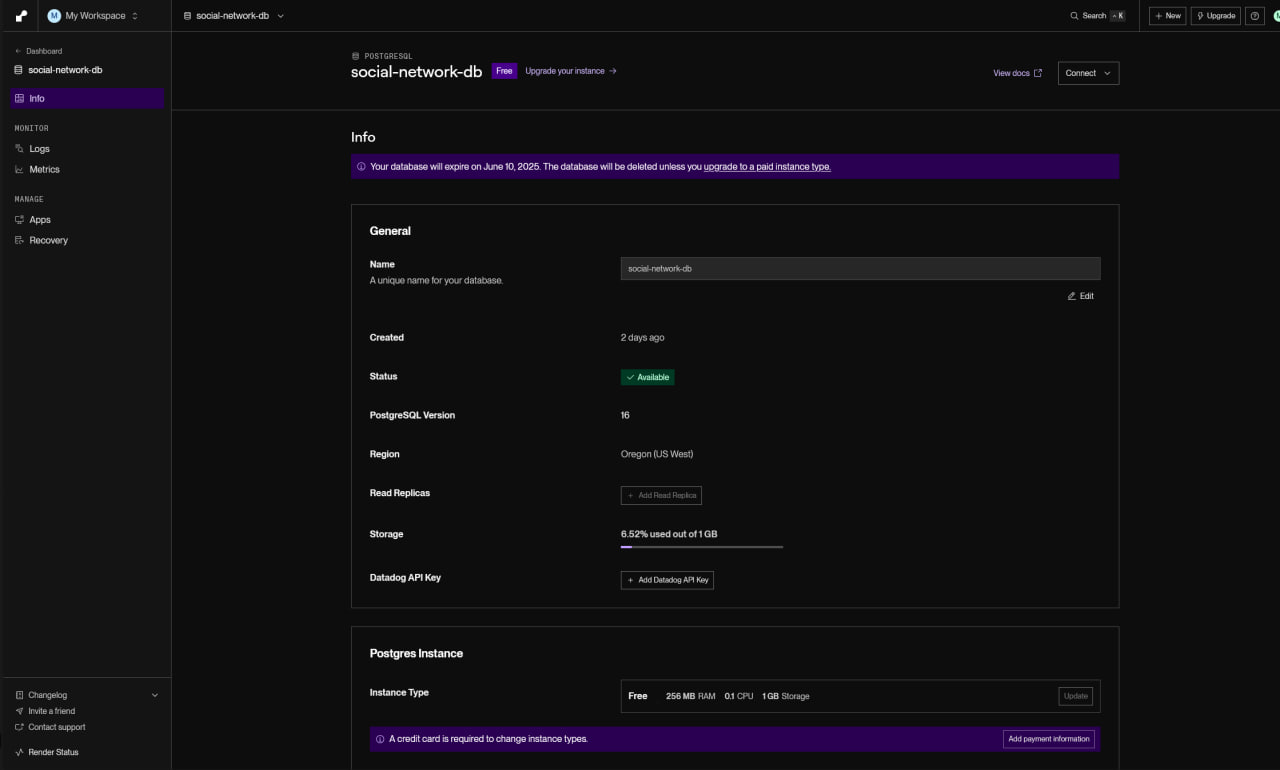 M My Workspace
social-network-db
Search ^ K
+ New
Upgrade
← Dashboard
social-network-db
Info
MONITOR
Logs
Metrics
MANAGE
Apps
Recovery
Changelog
Invite a friend
Contact support
Render Status
POSTGRESQL
social-network-db Free Upgrade your instance →
View docs
Connect
Info
Your database will expire on June 10, 2025. The database will be deleted unless you upgrade to a paid instance type.
General
Name
A unique name for your database.
social-network-db
Edit
Created
2 days ago
Status
Available
PostgreSQL Version
16
Region
Oregon (US West)
Read Replicas
+ Add Read Replica
Storage
6.52% used out of 1 GB
Datadog API Key
+ Add Datadog API Key
Postgres Instance
Instance Type
Free 256 MB RAM 0.1 CPU 1 GB Storage
Update
A credit card is required to change instance types.
Add payment information